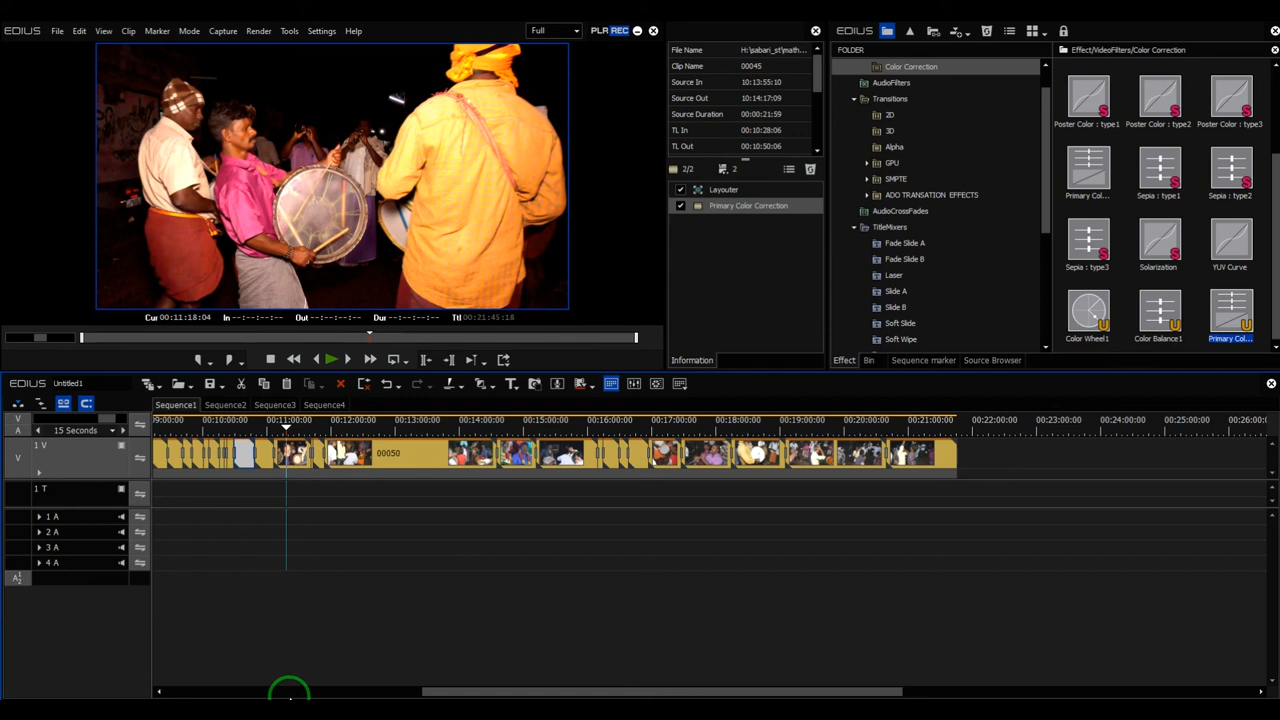 EDIUS File Edit View Clip Marker Mode Capture Render Tools Settings Help Full PLR REC
Cur 00:11:18:04 In --:--:--:-- Out --:--:--:-- Dur --:--:--:-- Ttl 00:21:45:18
File Name H:\sabari_st\math...
Clip Name 00045
Source In 10:13:55:10
Source Out 10:14:17:09
Source Duration 00:00:21:59
TL In 00:10:28:06
TL Out 00:10:50:06
2/2 2
Layouter
Primary Color Correction
Information
EDIUS
FOLDER
Color Correction
AudioFilters
Transitions
2D
3D
Alpha
GPU
SMPTE
ADO TRANSATION EFFECTS
AudioCrossFades
TitleMixers
Fade Slide A
Fade Slide B
Laser
Slide A
Slide B
Soft Slide
Soft Wipe
Effect Bin Sequence marker Source Browser
Effect/VideoFilters/Color Correction
S S S
Poster Color : type1 Poster Color : type2 Poster Color : type3
S S
Primary Col... Sepia : type1 Sepia : type2
S S
Sepia : type3 Solarization YUV Curve
U U U
Color Wheel1 Color Balance1 Primary Col...
EDIUS Untitled1
Sequence1 Sequence2 Sequence3 Sequence4
V
A
15 Seconds
09:00:00 00:10:00:00 00:11:00:00 00:12:00:00 00:13:00:00 00:14:00:00 00:15:00:00 00:16:00:00 00:17:00:00 00:18:00:00 00:19:00:00 00:20:00:00 00:21:00:00 00:22:00:00 00:23:00:00 00:24:00:00 00:25:00:00 00:26:00:0
1 V
V
00050
1 T
1 A
2 A
3 A
4 A